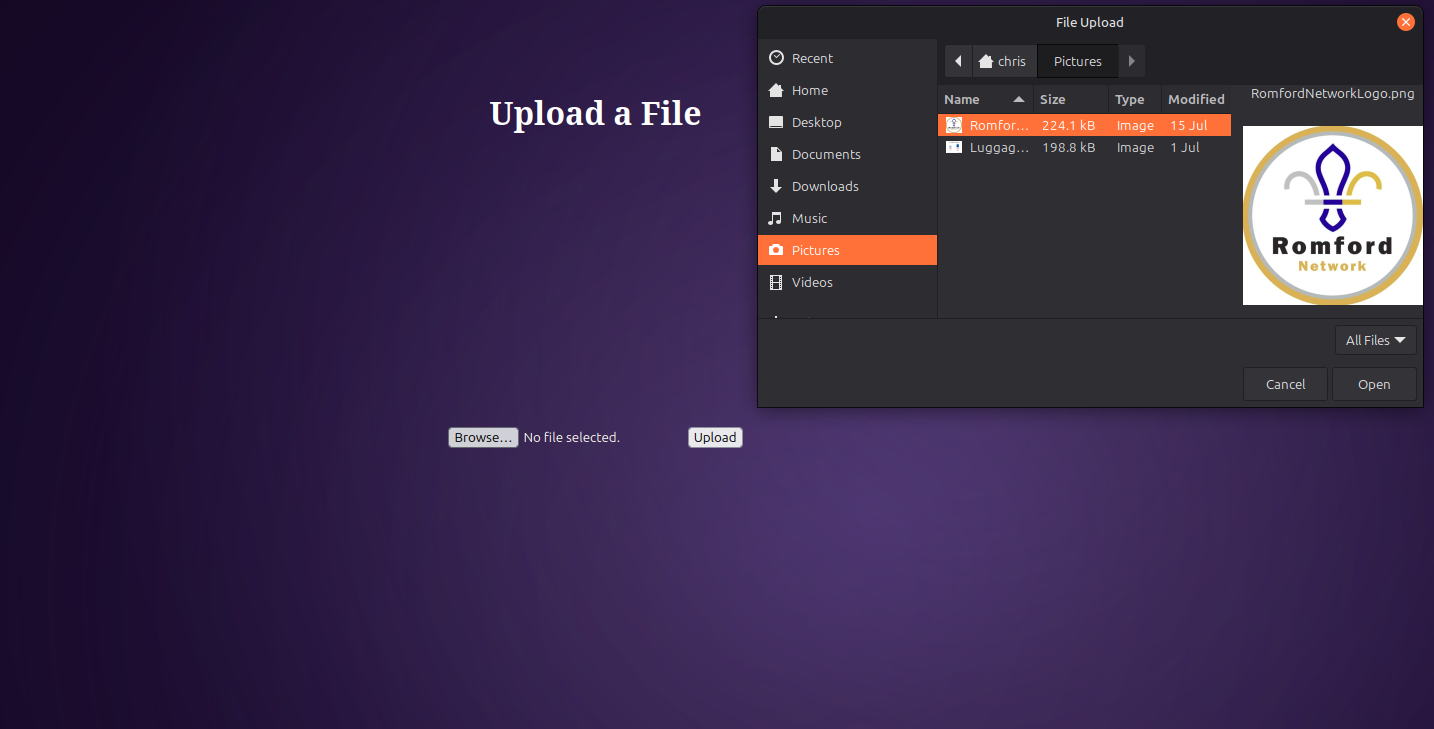 File Upload
Recent
Home
Desktop
Documents
Downloads
Music
Pictures
Videos
chris
Pictures
Name Size Type Modified
Romfor... 224.1 kB Image 15 Jul
Luggag... 198.8 kB Image 1 Jul
RomfordNetworkLogo.png
Romford
Network
All Files
Cancel Open
Upload a File
Browse... No file selected. Upload